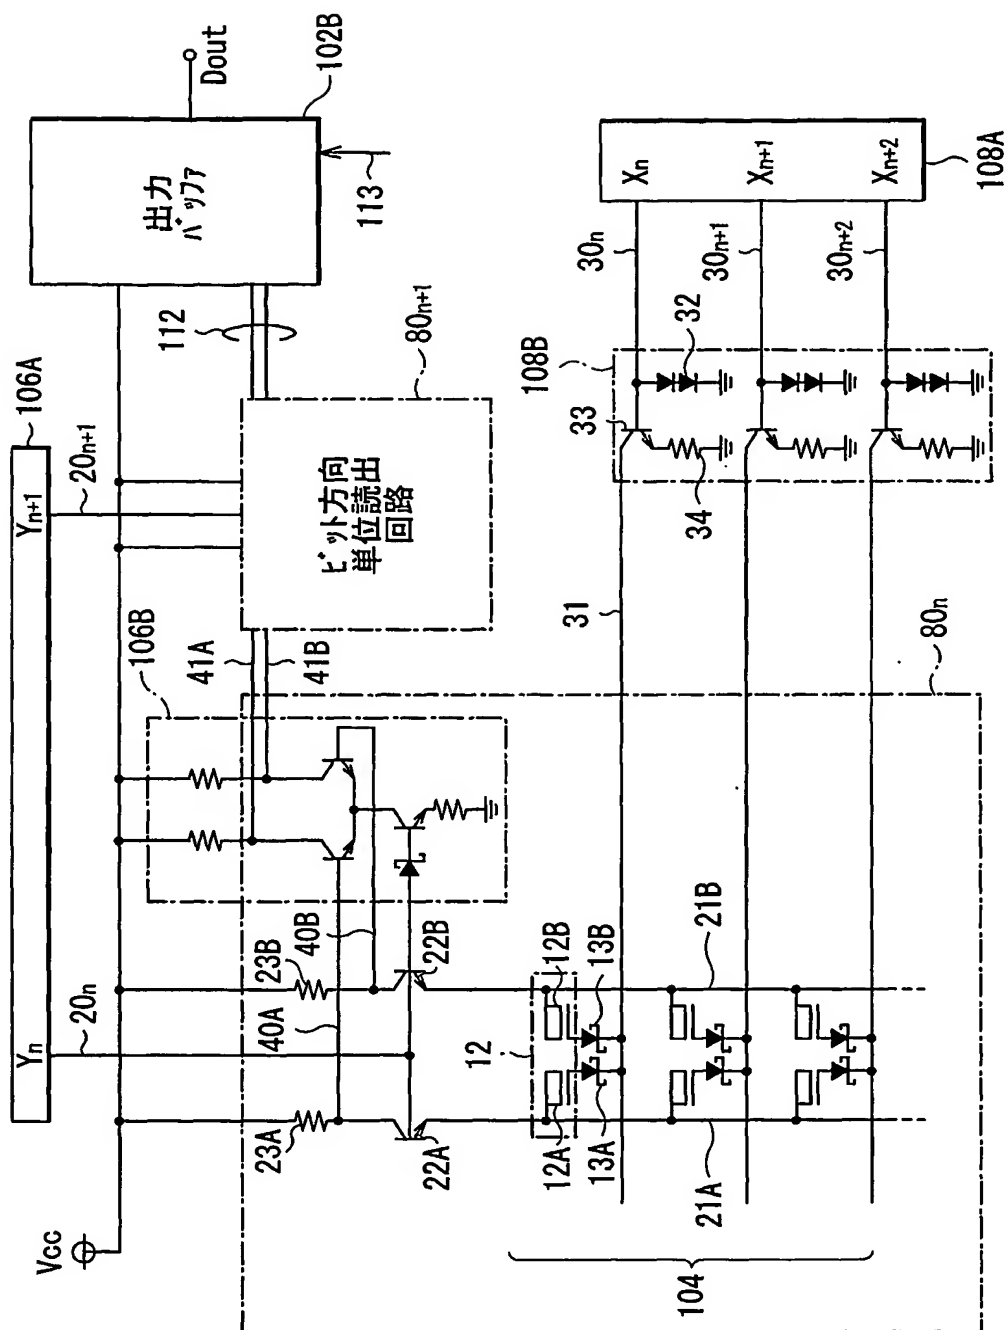 Vcc
106A
Yn
Yn+1
20n
20n+1
Dout
出力
バッファ
102B
113
112
106B
41A
41B
ビット方向
単位読出
回路
80n+1
23A
23B
40A
40B
22A
22B
12
12A
12B
13A
13B
21A
21B
104
31
80n
108B
33
32
34
30n
30n+1
30n+2
Xn
Xn+1
Xn+2
108A